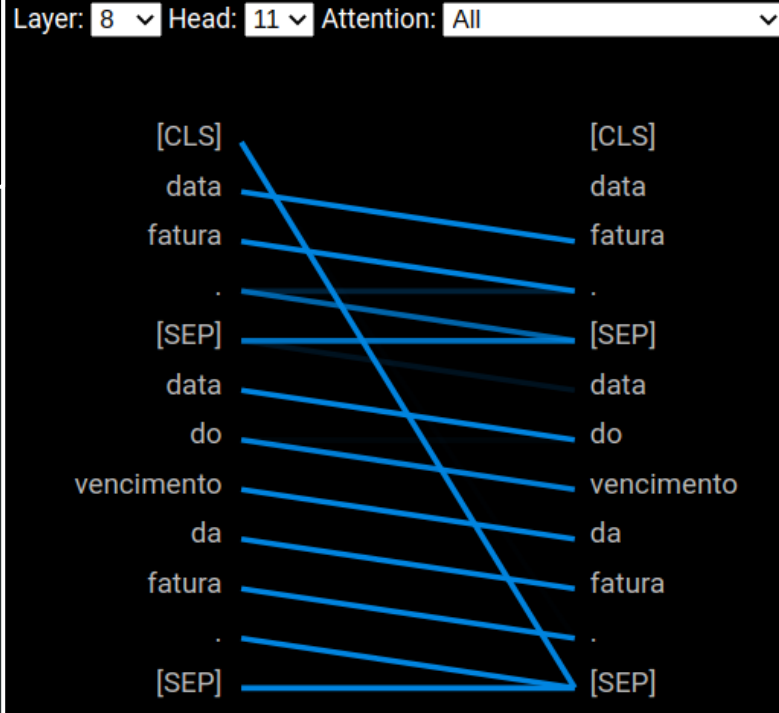 Layer: 8 Head: 11 Attention: All
[CLS] [CLS]
data data
fatura fatura
. .
[SEP] [SEP]
data data
do do
vencimento vencimento
da da
fatura fatura
. .
[SEP] [SEP]